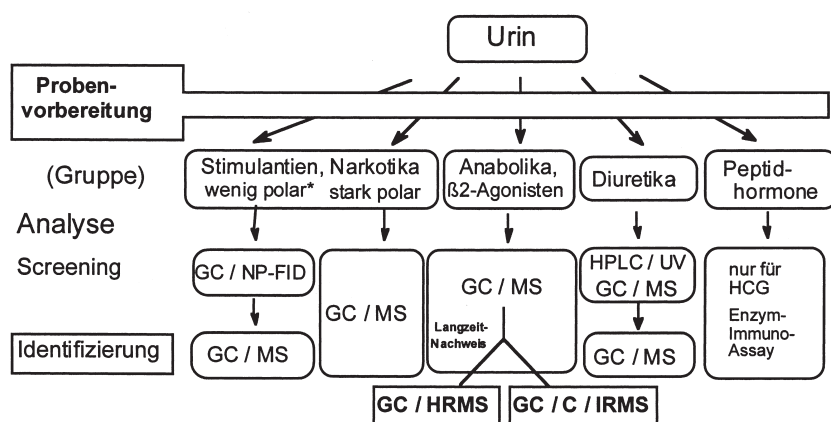 Urin
Proben-
vorbereitung
(Gruppe)
Stimulantien, Narkotika
wenig polar* stark polar
Anabolika,
ß2-Agonisten
Diuretika
Peptid-
hormone
Analyse
Screening
GC / NP-FID
GC / MS
GC / MS
Langzeit-
Nachweis
HPLC / UV
GC / MS
nur für
HCG
Enzym-
Immuno-
Assay
Identifizierung
GC / MS
GC / MS
GC / HRMS
GC / C / IRMS